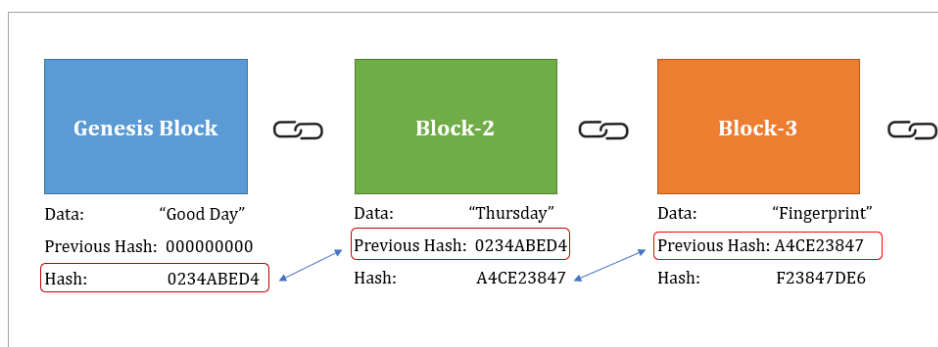 Genesis Block
Block-2
Block-3
Data: “Good Day”
Previous Hash: 000000000
Hash: 0234ABED4
Data: “Thursday”
Previous Hash: 0234ABED4
Hash: A4CE23847
Data: “Fingerprint”
Previous Hash: A4CE23847
Hash: F23847DE6